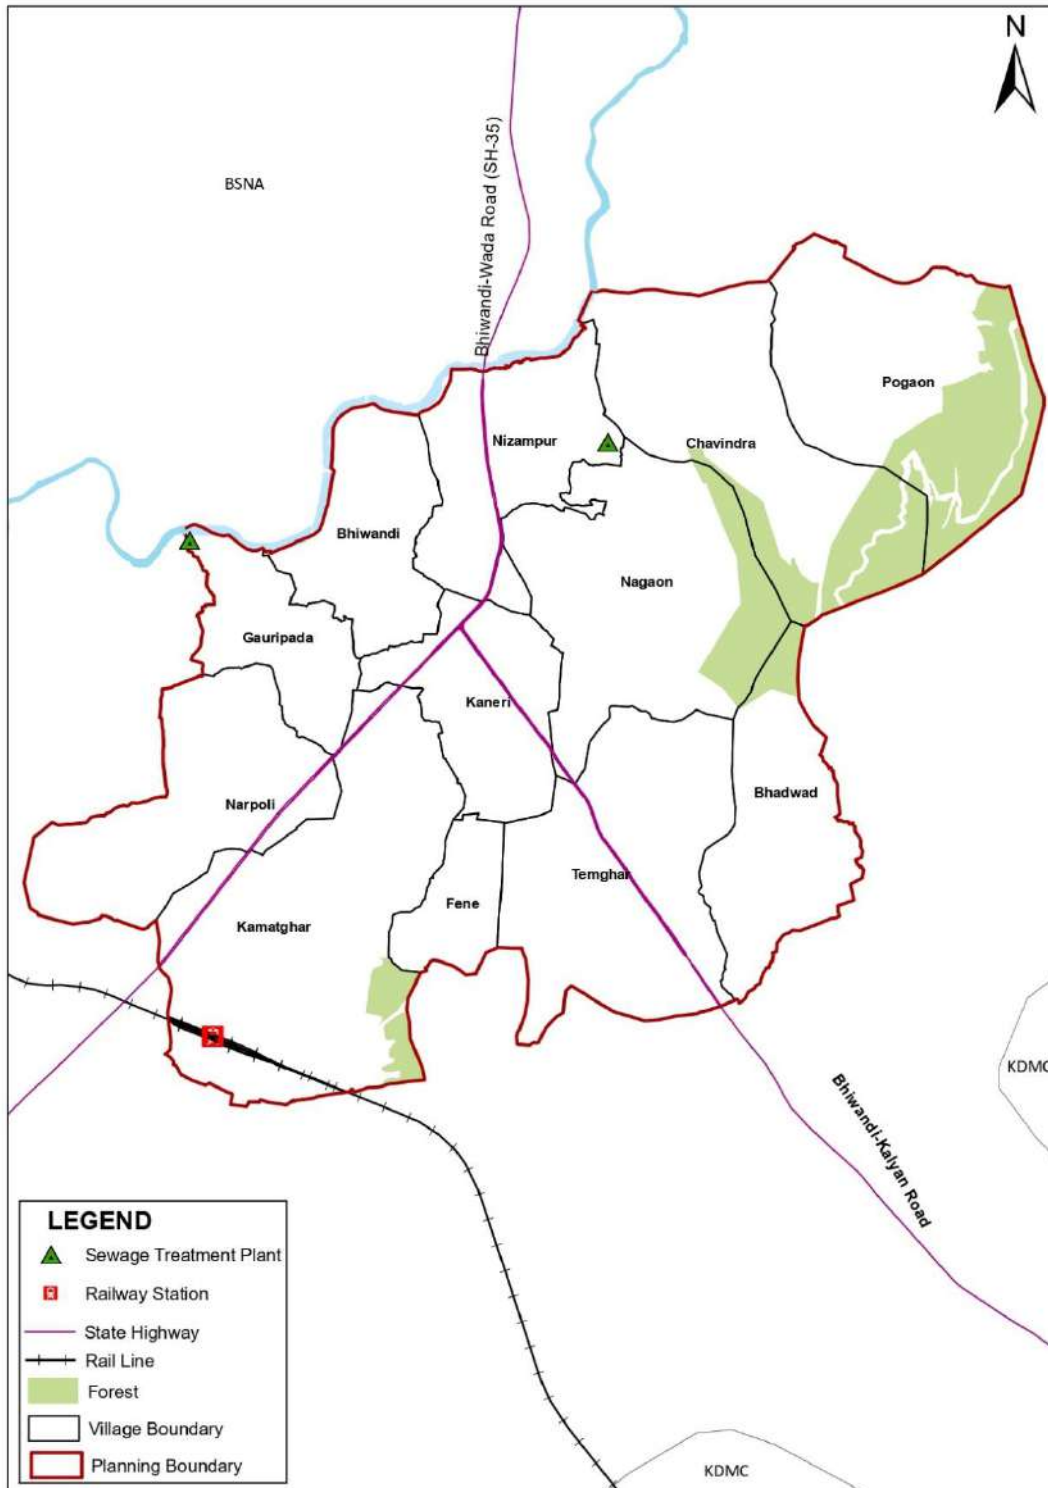 N
BSNA
Bhiwandi-Wada Road (SH-35)
Pogaon
Nizampur
Chavindra
Bhiwandi
Nagaon
Gauripada
Kaneri
Narpoli
Bhadwad
Temghar
Fene
Kamatghar
KDMC
Bhiwandi-Kalyan Road
LEGEND
Sewage Treatment Plant
Railway Station
State Highway
Rail Line
Forest
Village Boundary
Planning Boundary
KDMC